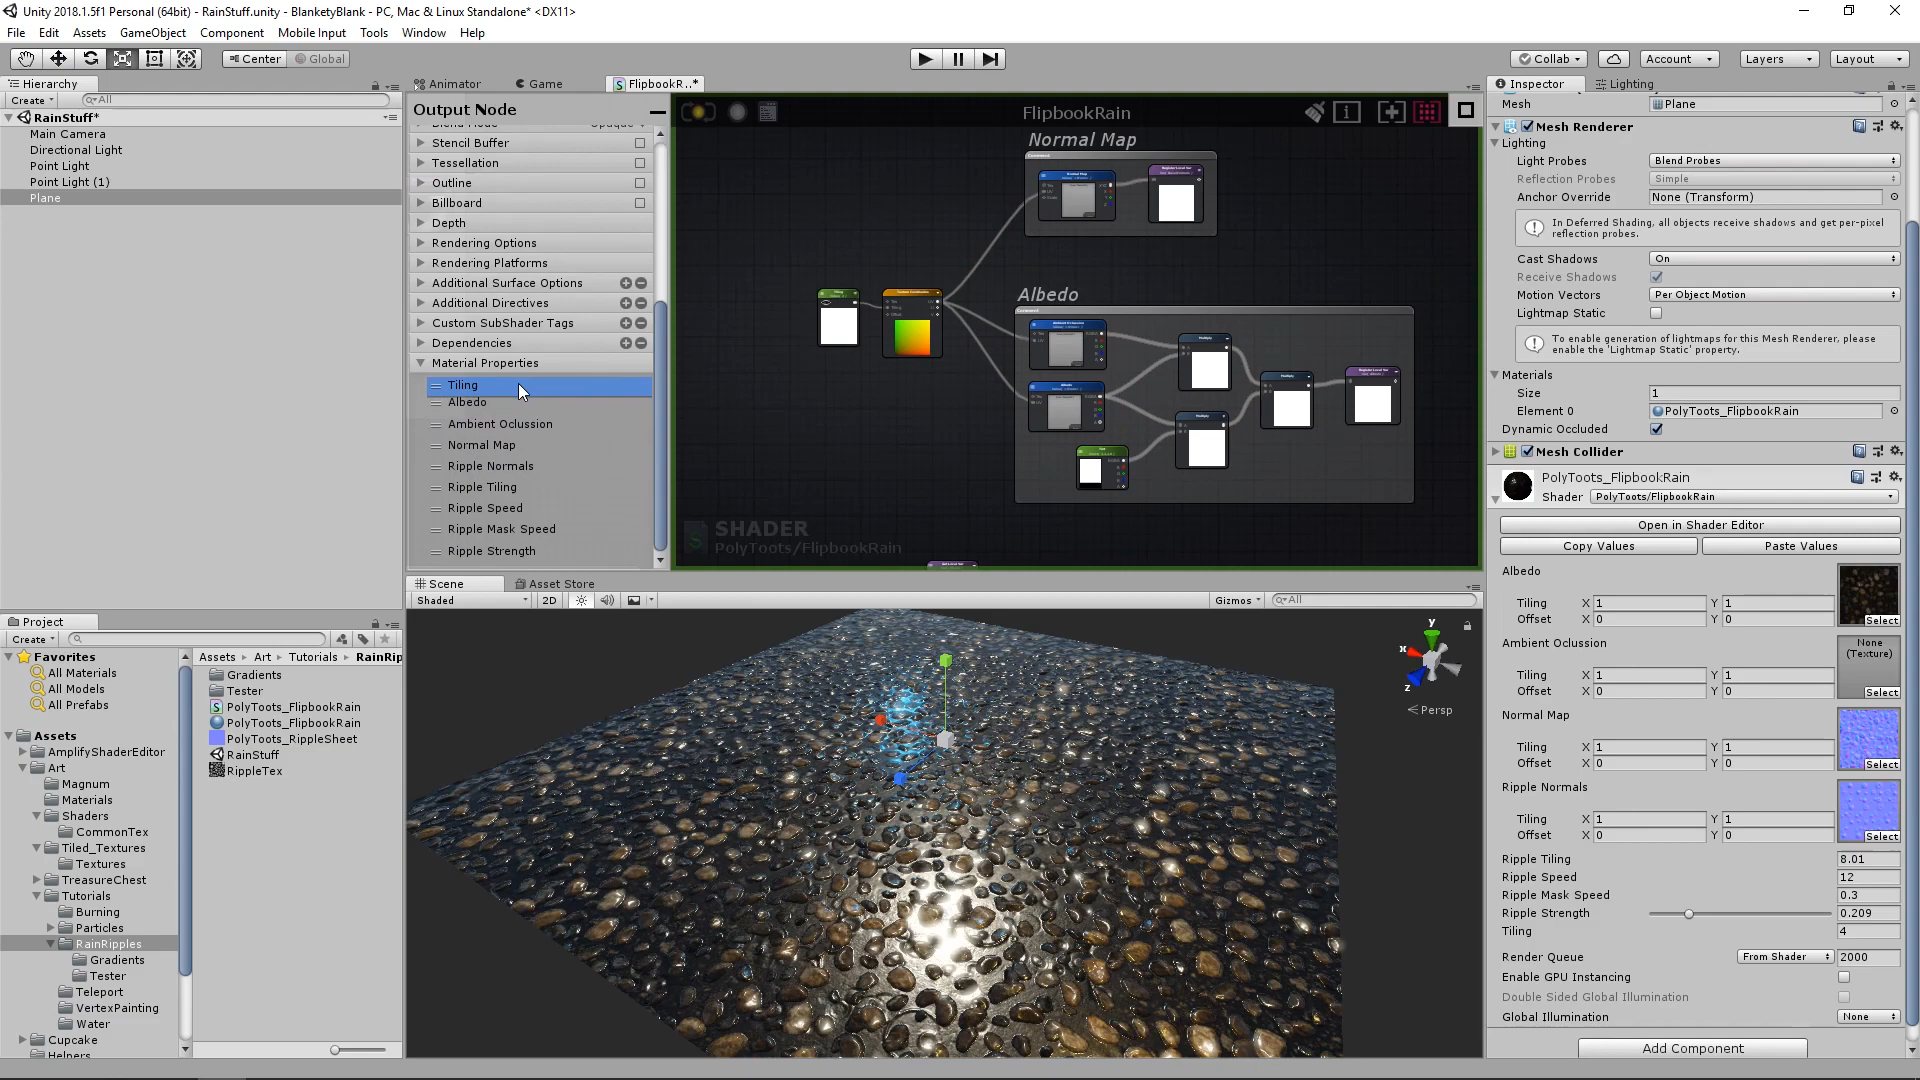 Unity 2018.1.5f1 Personal (64bit) - RainStuff.unity - BlanketyBlank - PC, Mac & Linux Standalone* <DX11>
File Edit Assets GameObject Component Mobile Input Tools Window Help
Center Global Collab Account Layers Layout
Hierarchy
Create All
RainStuff*
Main Camera
Directional Light
Point Light
Point Light (1)
Plane
Animator Game FlipbookR..*
Output Node
Stencil Buffer
Tessellation
Outline
Billboard
Depth
Rendering Options
Rendering Platforms
Additional Surface Options
Additional Directives
Custom SubShader Tags
Dependencies
Material Properties
Tiling
Albedo
Ambient Oclussion
Normal Map
Ripple Normals
Ripple Tiling
Ripple Speed
Ripple Mask Speed
Ripple Strength
FlipbookRain
Normal Map
Albedo
SHADER
PolyToots/FlipbookRain
Scene Asset Store
Shaded 2D Gizmos All
y
x
z
Persp
Project
Create
Favorites
All Materials
All Models
All Prefabs
Assets
AmplifyShaderEditor
Art
Magnum
Materials
Shaders
CommonTex
Tiled_Textures
Textures
TreasureChest
Tutorials
Burning
Particles
RainRipples
Gradients
Tester
Teleport
VertexPainting
Water
Cupcake
Helpers
Assets Art Tutorials RainRip
Gradients
Tester
PolyToots_FlipbookRain
PolyToots_FlipbookRain
PolyToots_RippleSheet
RainStuff
RippleTex
Inspector Lighting
Mesh Plane
Mesh Renderer
Lighting
Light Probes Blend Probes
Reflection Probes Simple
Anchor Override None (Transform)
In Deferred Shading, all objects receive shadows and get per-pixel
reflection probes.
Cast Shadows On
Receive Shadows
Motion Vectors Per Object Motion
Lightmap Static
To enable generation of lightmaps for this Mesh Renderer, please
enable the 'Lightmap Static' property.
Materials
Size 1
Element 0 PolyToots_FlipbookRain
Dynamic Occluded
Mesh Collider
PolyToots_FlipbookRain
Shader PolyToots/FlipbookRain
Open in Shader Editor
Copy Values Paste Values
Albedo
Tiling X 1 Y 1
Offset X 0 Y 0 Select
Ambient Oclussion None
(Texture)
Tiling X 1 Y 1
Offset X 0 Y 0 Select
Normal Map
Tiling X 1 Y 1
Offset X 0 Y 0 Select
Ripple Normals
Tiling X 1 Y 1
Offset X 0 Y 0 Select
Ripple Tiling 8.01
Ripple Speed 12
Ripple Mask Speed 0.3
Ripple Strength 0.209
Tiling 4
Render Queue From Shader 2000
Enable GPU Instancing
Double Sided Global Illumination
Global Illumination None
Add Component